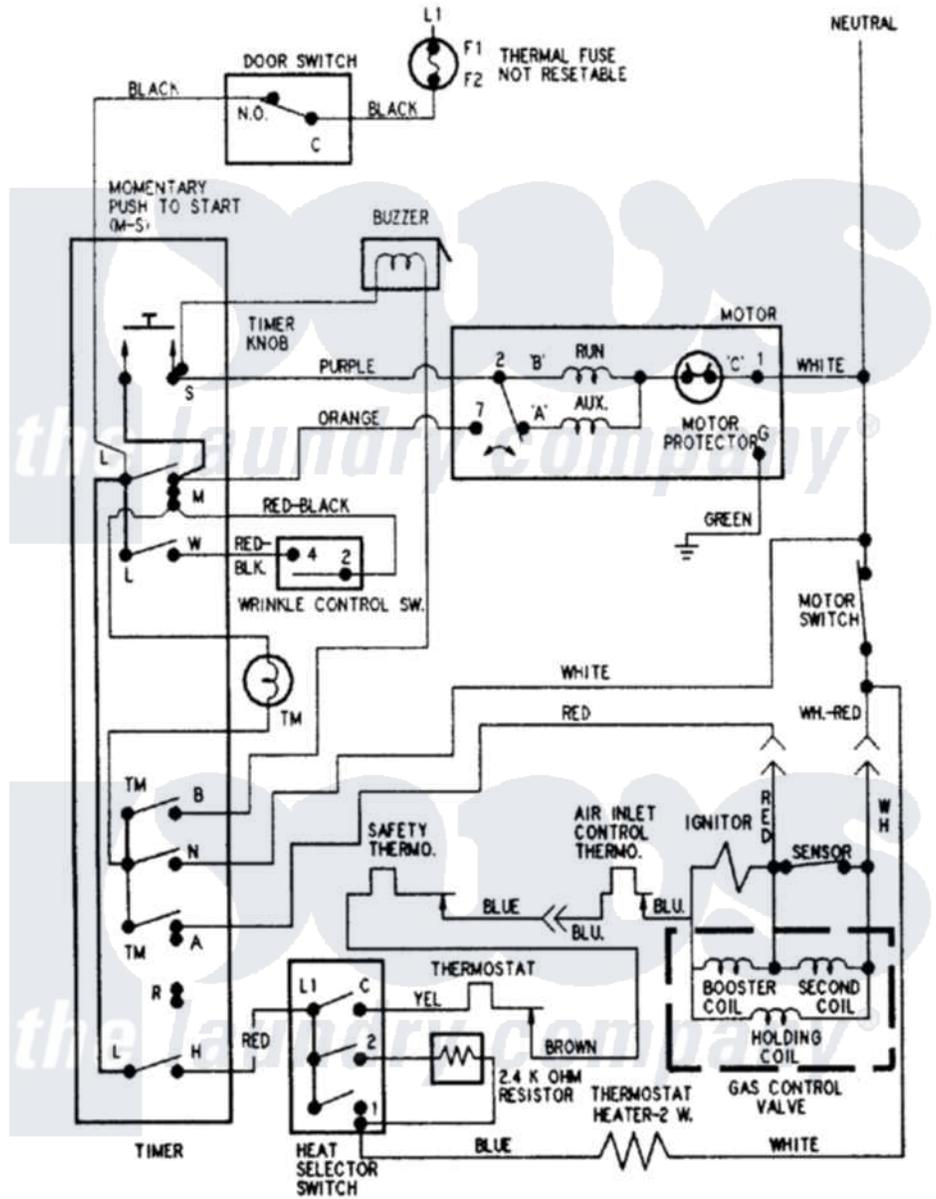 L1
NEUTRAL
F1
THERMAL FUSE
NOT RESETABLE
F2
DOOR SWITCH
BLACK
N.O.
C
BLACK
MOMENTARY
PUSH TO START
(M-S)
BUZZER
TIMER
KNOB
MOTOR
PURPLE
S
2
'B'
RUN
'C'
1
WHITE
ORANGE
7
'A'
AUX.
MOTOR
PROTECTOR
G
the laundry company®
L
M
RED-BLACK
GREEN
W
RED-
BLK.
4
2
L
WRINKLE CONTROL SW.
MOTOR
SWITCH
WHITE
TM
RED
WH.-RED
TM
B
RED
WH
N
SAFETY
THERMO.
AIR INLET
CONTROL
THERMO.
IGNITOR
SENSOR
TM
A
BLUE
BLU.
BLU.
R
L1
C
YEL
THERMOSTAT
BOOSTER
COIL
SECOND
COIL
the laundry company®
HOLDING
COIL
L
H
RED
2
BROWN
1
2.4 K OHM
RESISTOR
THERMOSTAT
HEATER-2 W.
GAS CONTROL
VALVE
TIMER
HEAT
SELECTOR
SWITCH
BLUE
WHITE